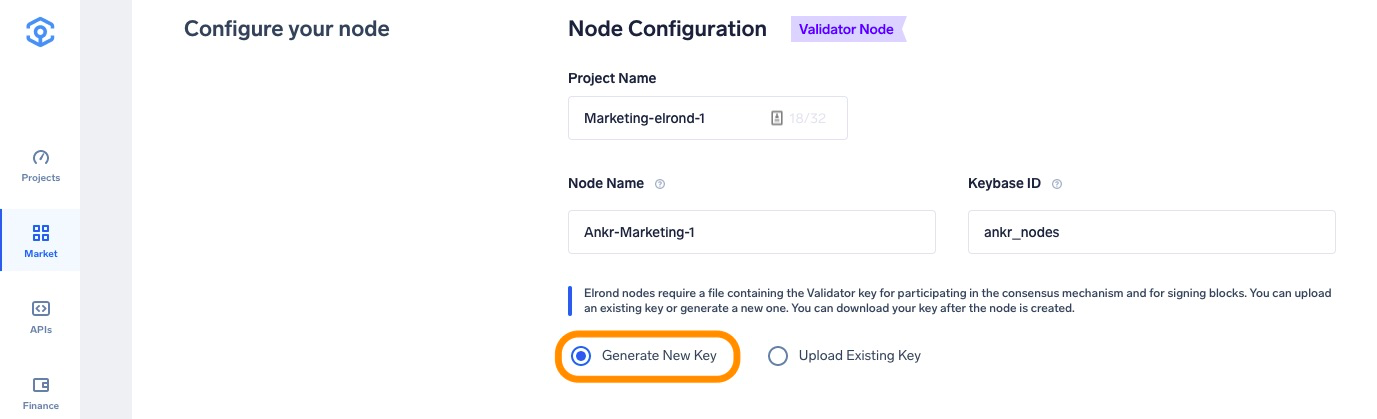 Configure your node
Node Configuration
Validator Node
Project Name
Marketing-elrond-1
18/32
Projects
Node Name
Keybase ID
Ankr-Marketing-1
ankr_nodes
Market
Elrond nodes require a file containing the Validator key for participating in the consensus mechanism and for signing blocks. You can upload
an existing key or generate a new one. You can download your key after the node is created.
APIs
Generate New Key
Upload Existing Key
Finance